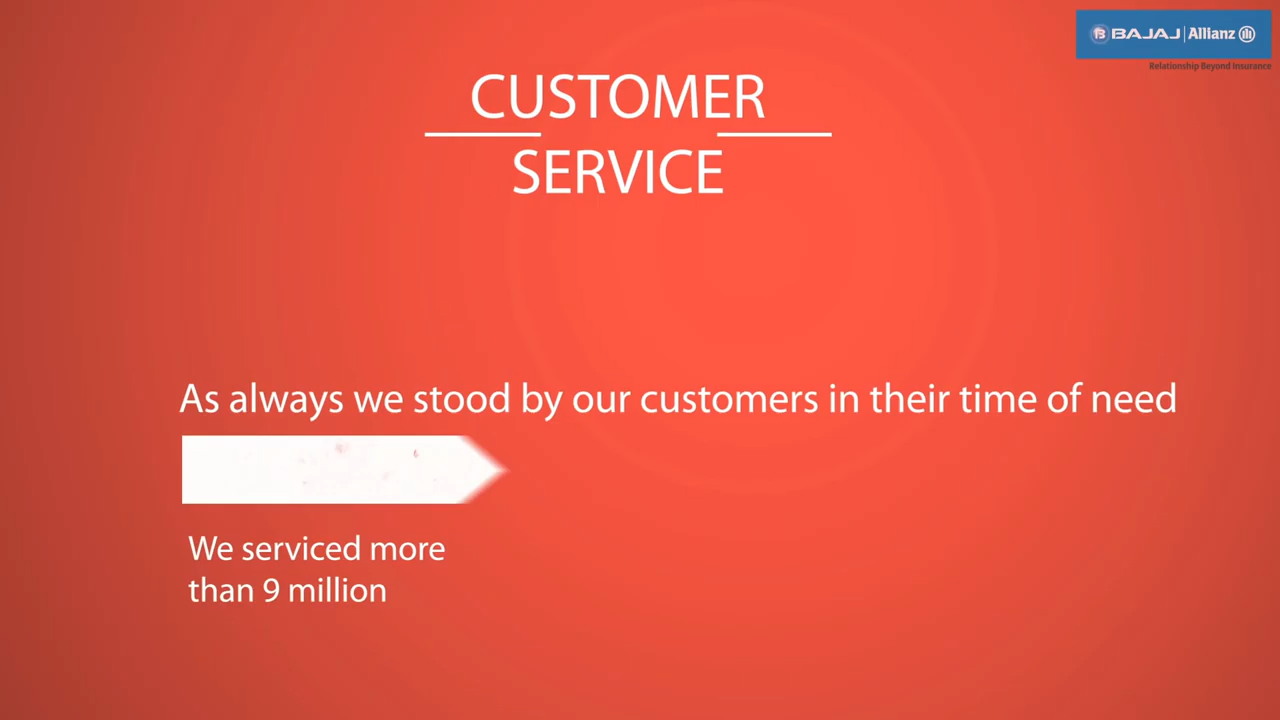 BAJAJ | Allianz
Relationship Beyond Insurance
CUSTOMER
SERVICE
As always we stood by our customers in their time of need
We serviced more
than 9 million